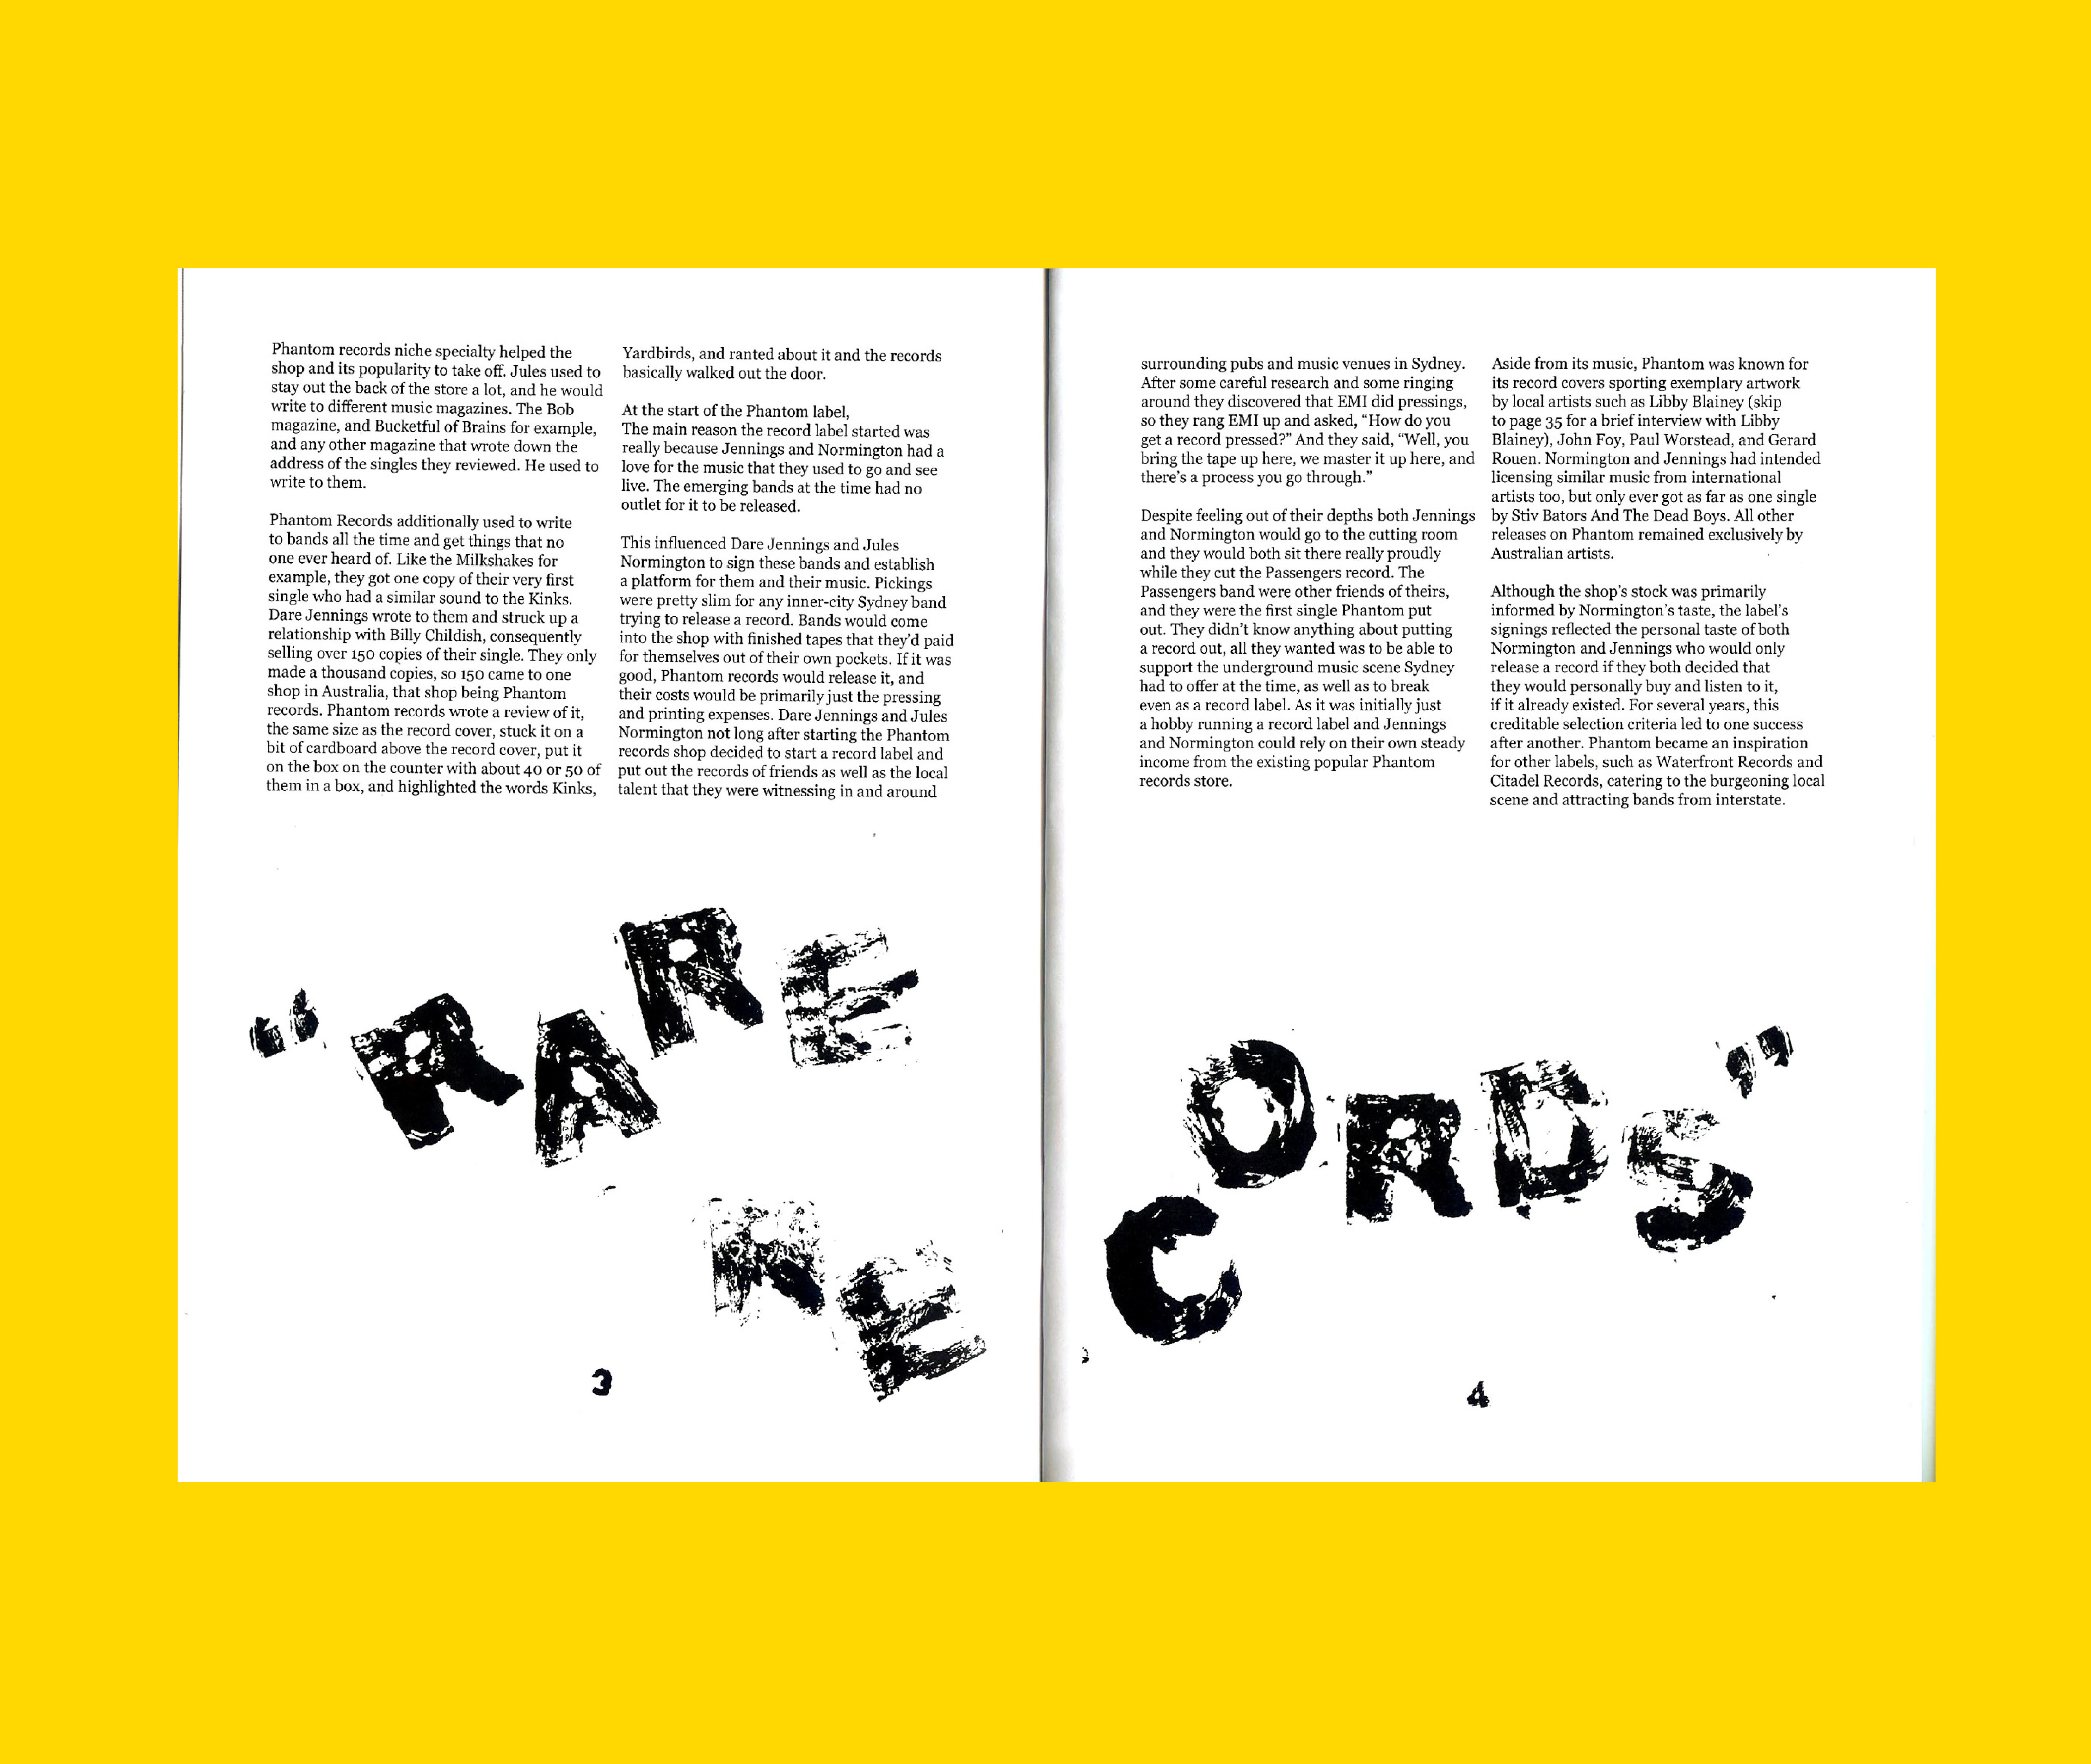 Phantom records niche specialty helped the
shop and its popularity to take off. Jules used to
stay out the back of the store a lot, and he would
write to different music magazines. The Bob
magazine, and Bucketful of Brains for example,
and any other magazine that wrote down the
address of the singles they reviewed. He used to
write to them.
Phantom Records additionally used to write
to bands all the time and get things that no
one ever heard of. Like the Milkshakes for
example, they got one copy of their very first
single who had a similar sound to the Kinks.
Dare Jennings wrote to them and struck up a
relationship with Billy Childish, consequently
selling over 150 copies of their single. They only
made a thousand copies, so 150 came to one
shop in Australia, that shop being Phantom
records. Phantom records wrote a review of it,
the same size as the record cover, stuck it on a
bit of cardboard above the record cover, put it
on the box on the counter with about 40 or 50 of
them in a box, and highlighted the words Kinks,
Yardbirds, and ranted about it and the records
basically walked out the door.
At the start of the Phantom label,
The main reason the record label started was
really because Jennings and Normington had a
love for the music that they used to go and see
live. The emerging bands at the time had no
outlet for it to be released.
This influenced Dare Jennings and Jules
Normington to sign these bands and establish
a platform for them and their music. Pickings
were pretty slim for any inner-city Sydney band
trying to release a record. Bands would come
into the shop with finished tapes that they'd paid
for themselves out of their own pockets. If it was
good, Phantom records would release it, and
their costs would be primarily just the pressing
and printing expenses. Dare Jennings and Jules
Normington not long after starting the Phantom
records shop decided to start a record label and
put out the records of friends as well as the local
talent that they were witnessing in and around
“RARE
RE
3
surrounding pubs and music venues in Sydney.
After some careful research and some ringing
around they discovered that EMI did pressings,
so they rang EMI up and asked, “How do you
get a record pressed?” And they said, “Well, you
bring the tape up here, we master it up here, and
there's a process you go through.”
Despite feeling out of their depths both Jennings
and Normington would go to the cutting room
and they would both sit there really proudly
while they cut the Passengers record. The
Passengers band were other friends of theirs,
and they were the first single Phantom put
out. They didn't know anything about putting
a record out, all they wanted was to be able to
support the underground music scene Sydney
had to offer at the time, as well as to break
even as a record label. As it was initially just
a hobby running a record label and Jennings
and Normington could rely on their own steady
income from the existing popular Phantom
records store.
Aside from its music, Phantom was known for
its record covers sporting exemplary artwork
by local artists such as Libby Blainey (skip
to page 35 for a brief interview with Libby
Blainey), John Foy, Paul Worstead, and Gerard
Rouen. Normington and Jennings had intended
licensing similar music from international
artists too, but only ever got as far as one single
by Stiv Bators And The Dead Boys. All other
releases on Phantom remained exclusively by
Australian artists.
Although the shop's stock was primarily
informed by Normington's taste, the label's
signings reflected the personal taste of both
Normington and Jennings who would only
release a record if they both decided that
they would personally buy and listen to it,
if it already existed. For several years, this
creditable selection criteria led to one success
after another. Phantom became an inspiration
for other labels, such as Waterfront Records and
Citadel Records, catering to the burgeoning local
scene and attracting bands from interstate.
CORDS”
4